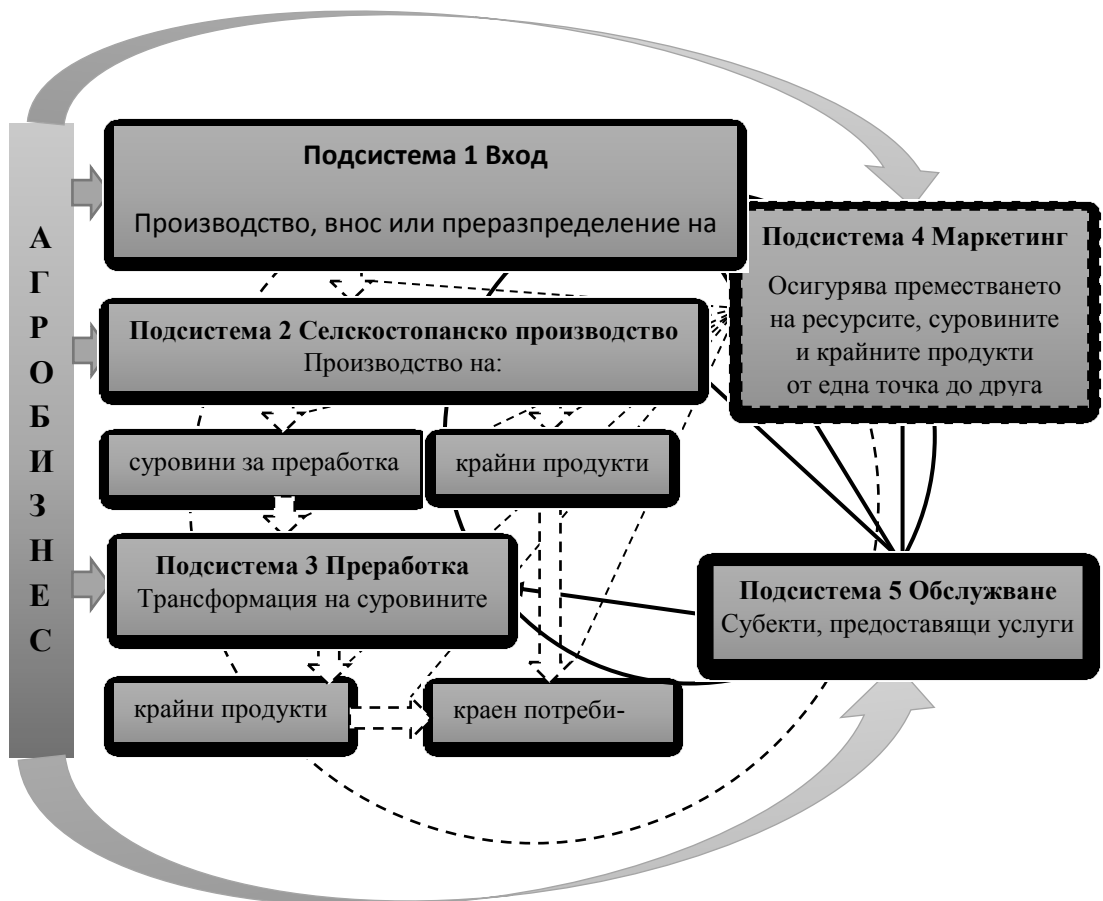 АГРОБИЗНЕС
Подсистема 1 Вход
Производство, внос или преразпределение на
Подсистема 4 Маркетинг
Осигурява преместването
на ресурсите, суровините
и крайните продукти
от една точка до друга
Подсистема 2 Селскостопанско производство
Производство на:
суровини за преработка
крайни продукти
Подсистема 3 Преработка
Трансформация на суровините
Подсистема 5 Обслужване
Субекти, предоставящи услуги
крайни продукти
краен потреби-